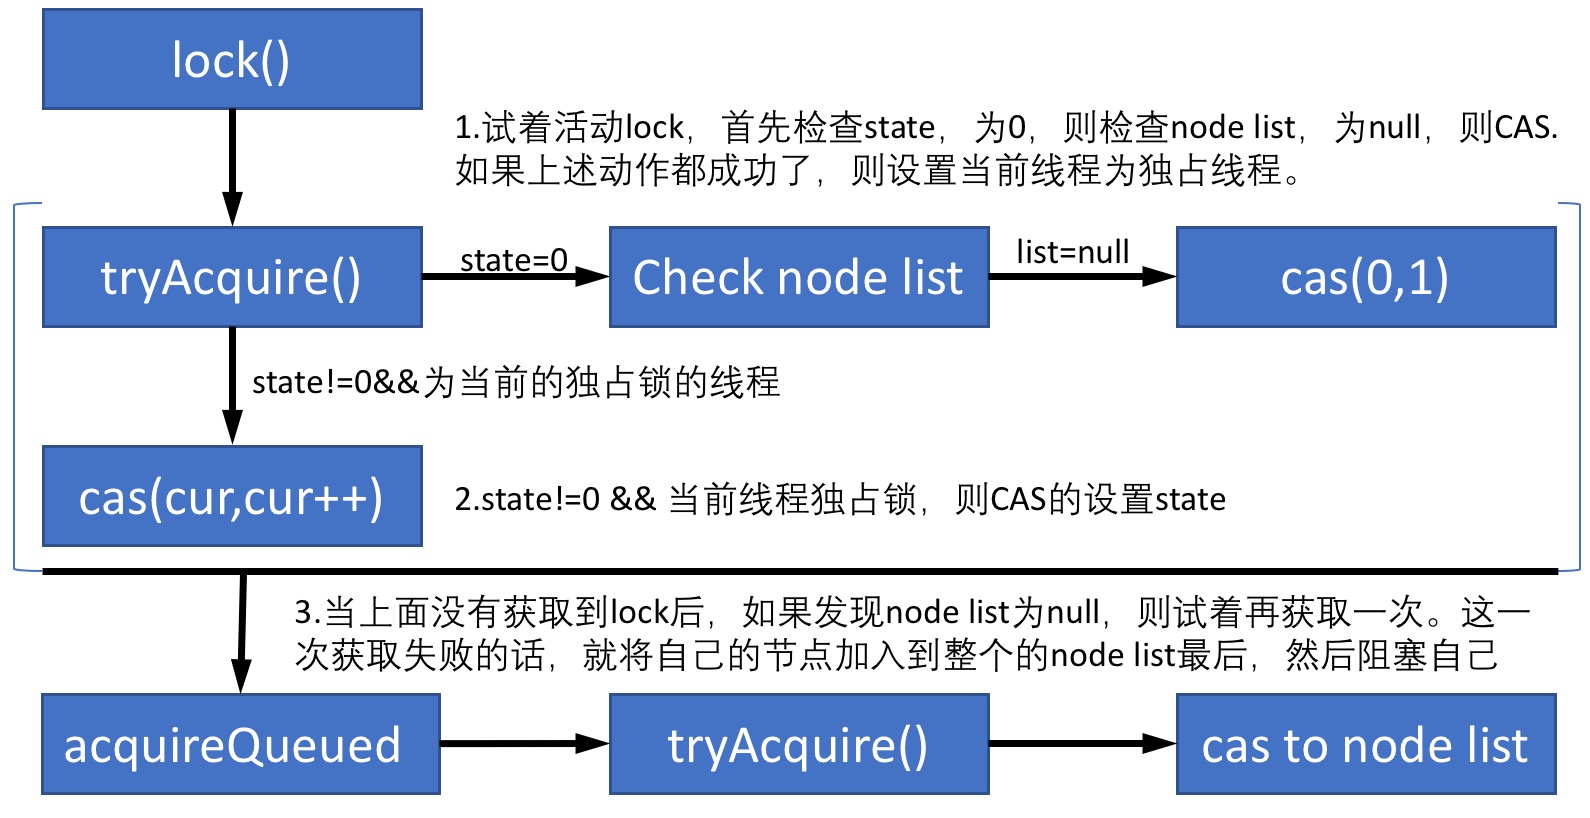 lock()
1.试着活动lock，首先检查state，为0，则检查node list，为null，则CAS.
如果上述动作都成功了，则设置当前线程为独占线程。
tryAcquire()
state=0
Check node list
list=null
cas(0,1)
state!=0&&为当前的独占锁的线程
cas(cur,cur++)
2.state!=0 && 当前线程独占锁，则CAS的设置state
3.当上面没有获取到lock后，如果发现node list为null，则试着再获取一次。这一
次获取失败的话，就将自己的节点加入到整个的node list最后，然后阻塞自己
acquireQueued
tryAcquire()
cas to node list